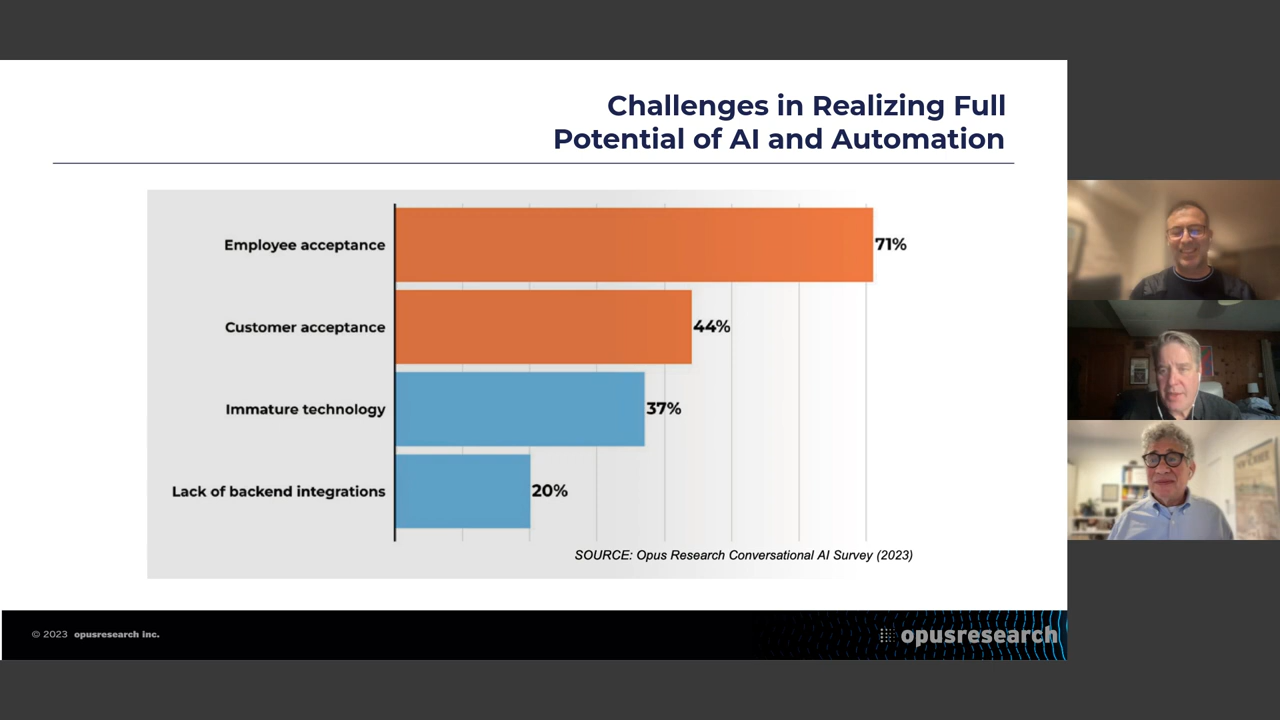 Challenges in Realizing Full
Potential of AI and Automation
Employee acceptance 71%
Customer acceptance 44%
Immature technology 37%
Lack of backend integrations 20%
SOURCE: Opus Research Conversational AI Survey (2023)
© 2023 opusresearch inc.
opusresearch